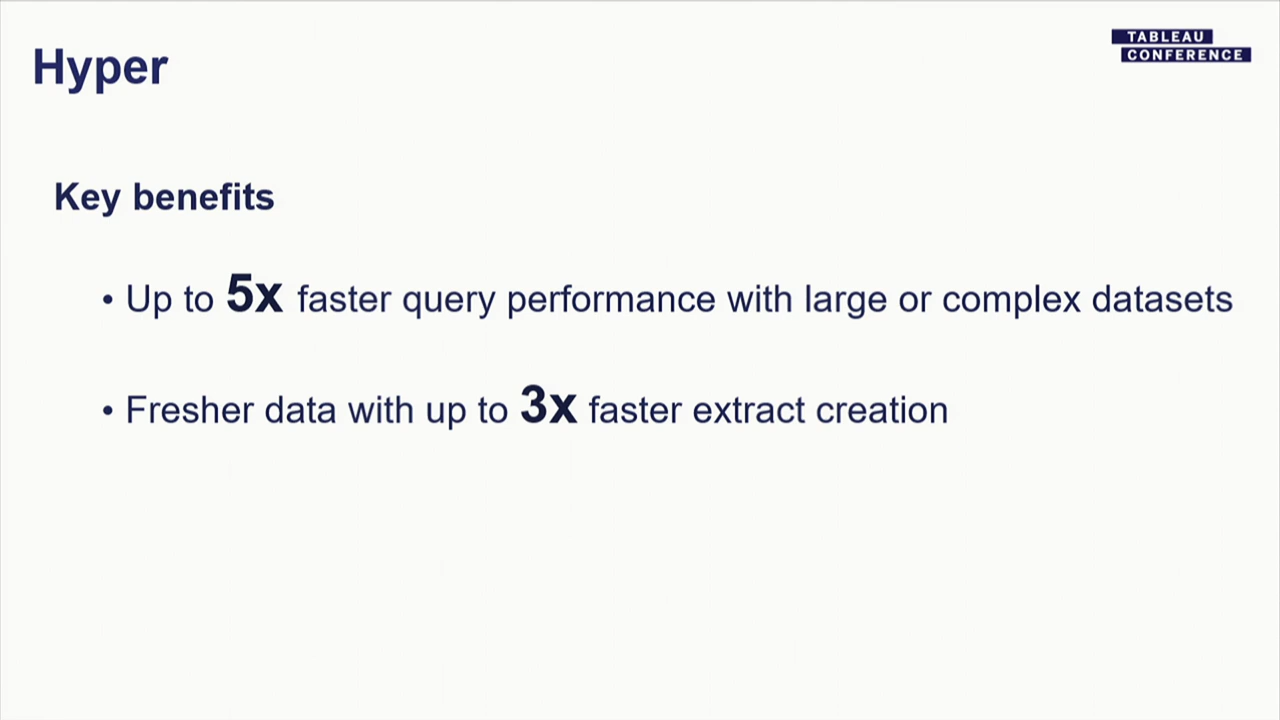 Hyper
TABLEAU
CONFERENCE
Key benefits
• Up to 5x faster query performance with large or complex datasets
• Fresher data with up to 3x faster extract creation